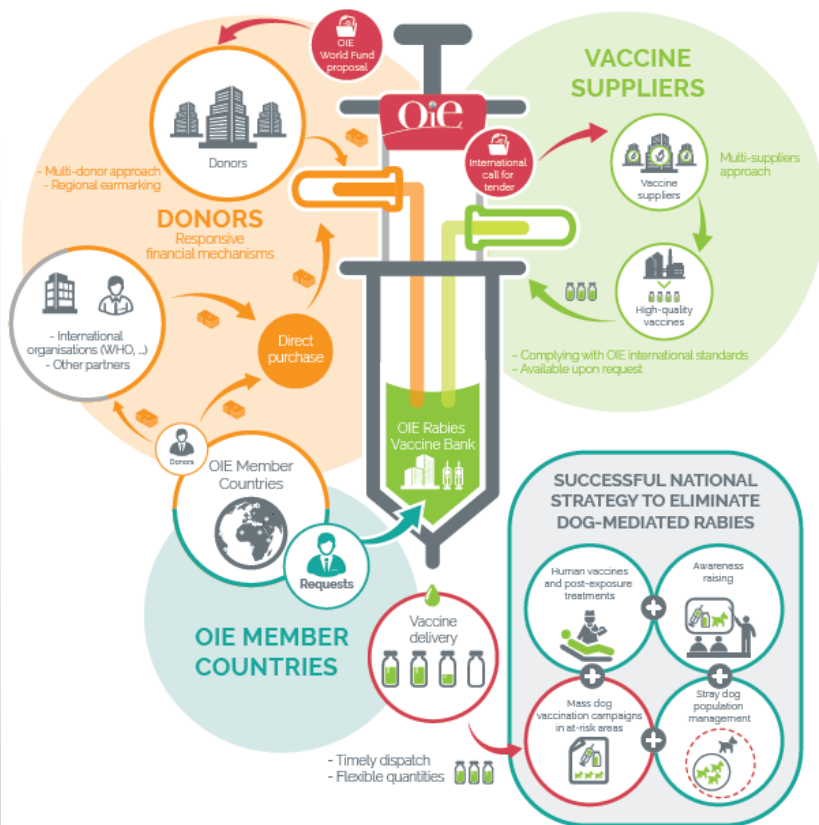 OIE
World Fund
proposal
Donors
- Multi-donor approach
- Regional earmarking
DONORS
Responsive
financial mechanisms
- International
organisations (WHO, ...)
- Other partners
Direct
purchase
Donors
OIE Member
Countries
Requests
OIE MEMBER
COUNTRIES
Oie
International
call for
tender
VACCINE
SUPPLIERS
Vaccine
suppliers
Multi-suppliers
approach
High-quality
vaccines
- Complying with OIE international standards
- Available upon request
OIE Rabies
Vaccine Bank
Vaccine
delivery
- Timely dispatch
- Flexible quantities
SUCCESSFUL NATIONAL
STRATEGY TO ELIMINATE
DOG-MEDIATED RABIES
Human vaccines
and post-exposure
treatments
Awareness
raising
Mass dog
vaccination campaigns
in at-risk areas
Stray dog
population
management